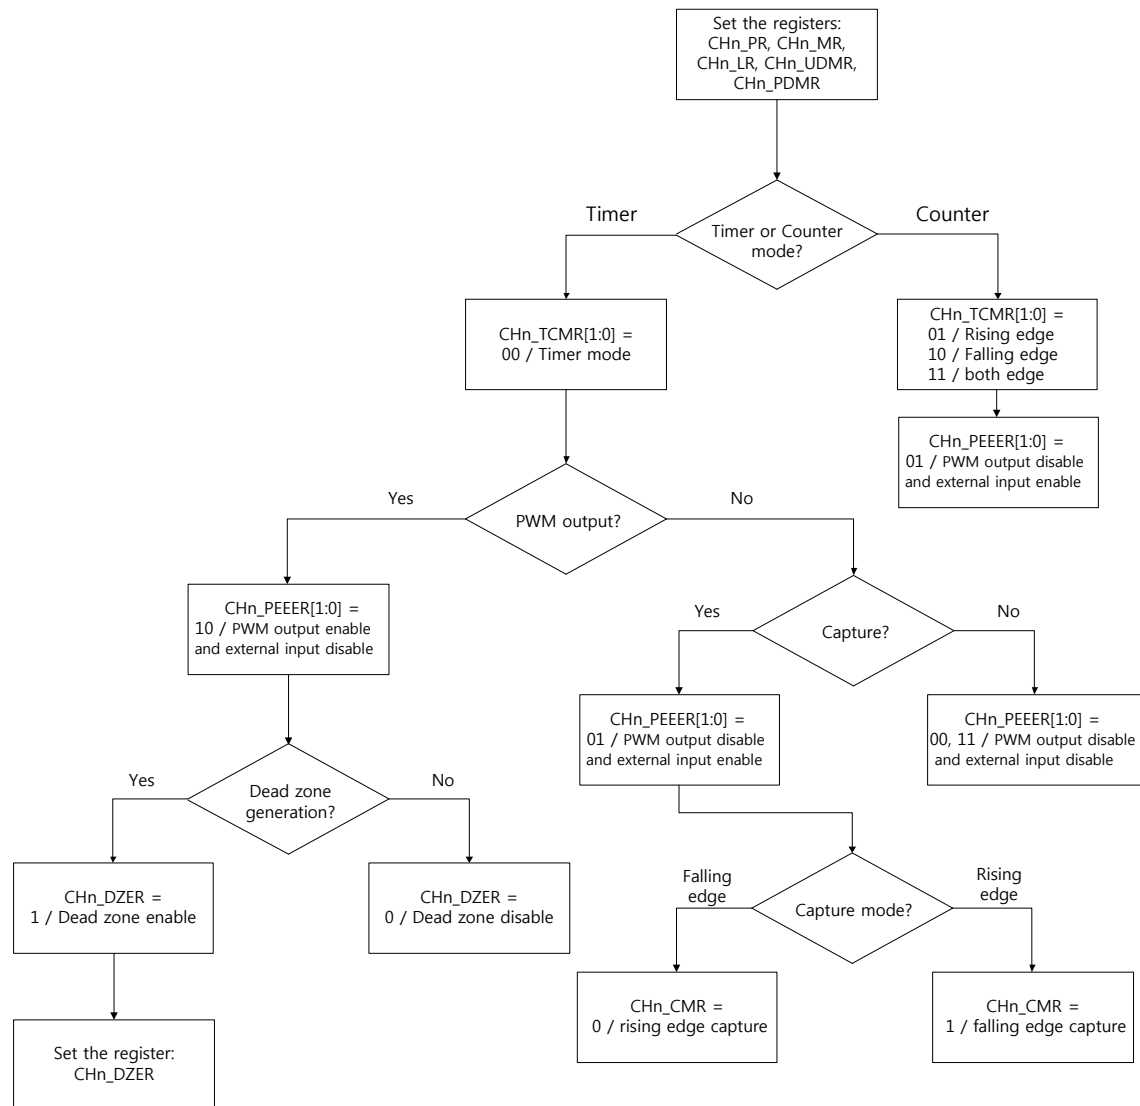 Set the registers:
CHn_PR, CHn_MR,
CHn_LR, CHn_UDMR,
CHn_PDMR
Timer
Counter
Timer or Counter
mode?
CHn_TCMR[1:0] =
00 / Timer mode
CHn_TCMR[1:0] =
01 / Rising edge
10 / Falling edge
11 / both edge
CHn_PEEER[1:0] =
01 / PWM output disable
and external input enable
Yes
No
PWM output?
CHn_PEEER[1:0] =
10 / PWM output enable
and external input disable
Yes
No
Capture?
CHn_PEEER[1:0] =
01 / PWM output disable
and external input enable
CHn_PEEER[1:0] =
00, 11 / PWM output disable
and external input disable
Yes
No
Dead zone
generation?
CHn_DZER =
1 / Dead zone enable
CHn_DZER =
0 / Dead zone disable
Falling
edge
Rising
edge
Capture mode?
CHn_CMR =
0 / rising edge capture
CHn_CMR =
1 / falling edge capture
Set the register:
CHn_DZER